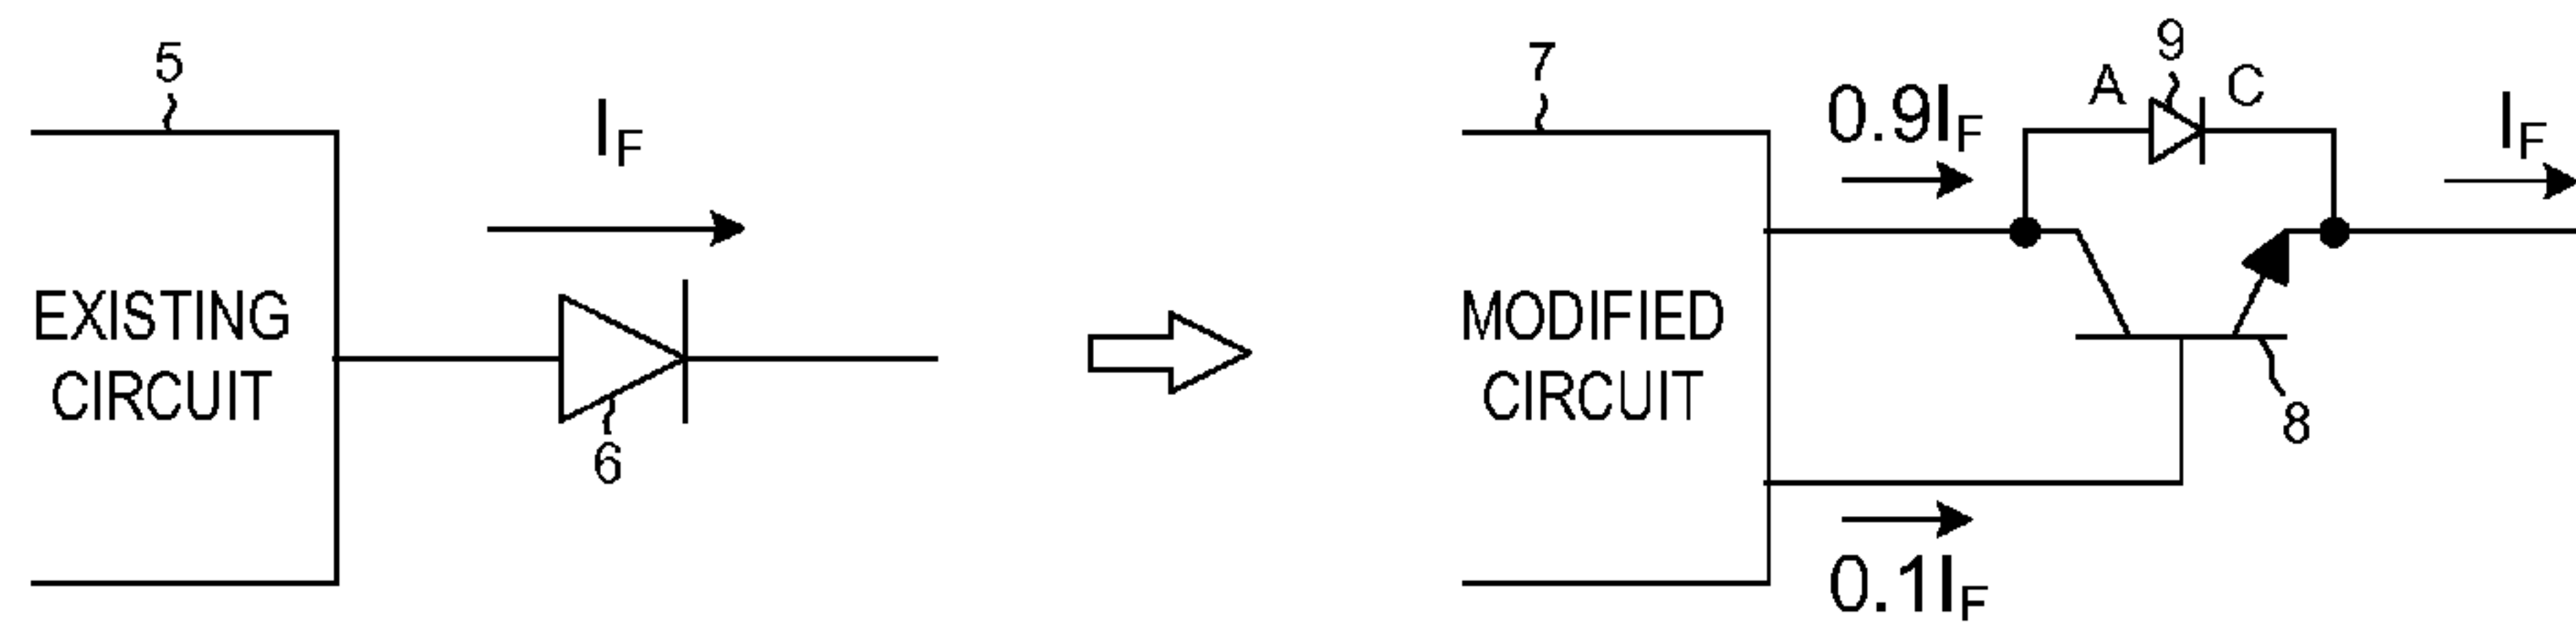 5
I_F
EXISTING
CIRCUIT
6
7
0.9I_F
A
9
C
I_F
MODIFIED
CIRCUIT
8
0.1I_F